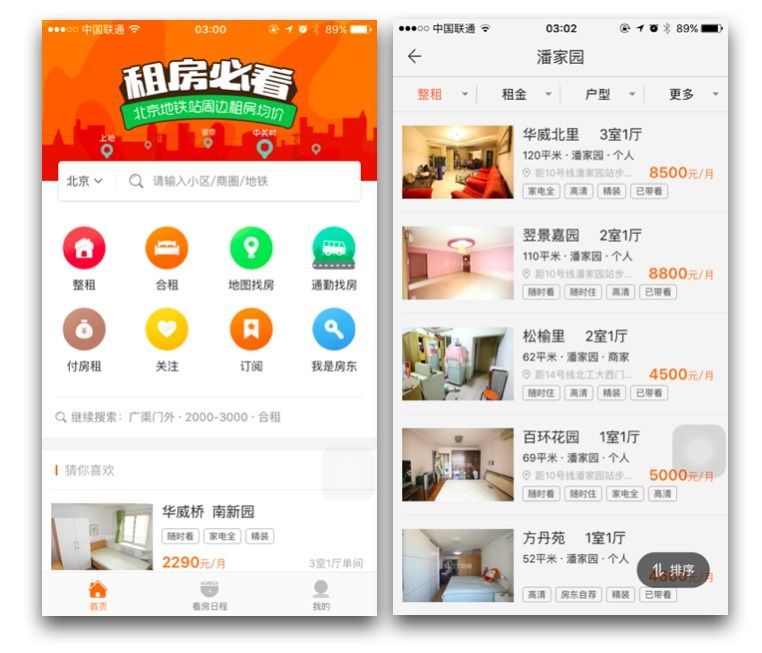 中国联通
03:00
89%
租房必看
北京地铁站周边租房均价
上地
中关村
北京
请输入小区/商圈/地铁
整租
合租
地图找房
通勤找房
付房租
关注
订阅
我是房东
继续搜索：广渠门外 · 2000-3000 · 合租
猜你喜欢
华威桥 南新园
随时看 家电全 精装
2290元/月
3室1厅单间
首页
看房日程
我的
中国联通
03:02
89%
潘家园
整租
租金
户型
更多
华威北里 3室1厅
120平米 · 潘家园 · 个人
距10号线潘家园站步...
8500元/月
家电全 高清 精装 已带看
翌景嘉园 2室1厅
110平米 · 潘家园 · 个人
距10号线潘家园站步...
8800元/月
随时看 随时住 高清 已带看
松榆里 2室1厅
62平米 · 潘家园 · 商家
距14号线北工大西门...
4500元/月
随时住 高清 精装 已带看
百环花园 1室1厅
69平米 · 潘家园 · 个人
距10号线潘家园站步...
5000元/月
随时看 随时住 家电全 高清
方丹苑 1室1厅
52平米 · 潘家园 · 个人
排序
元/月
高清 房东自荐 精装 已带看